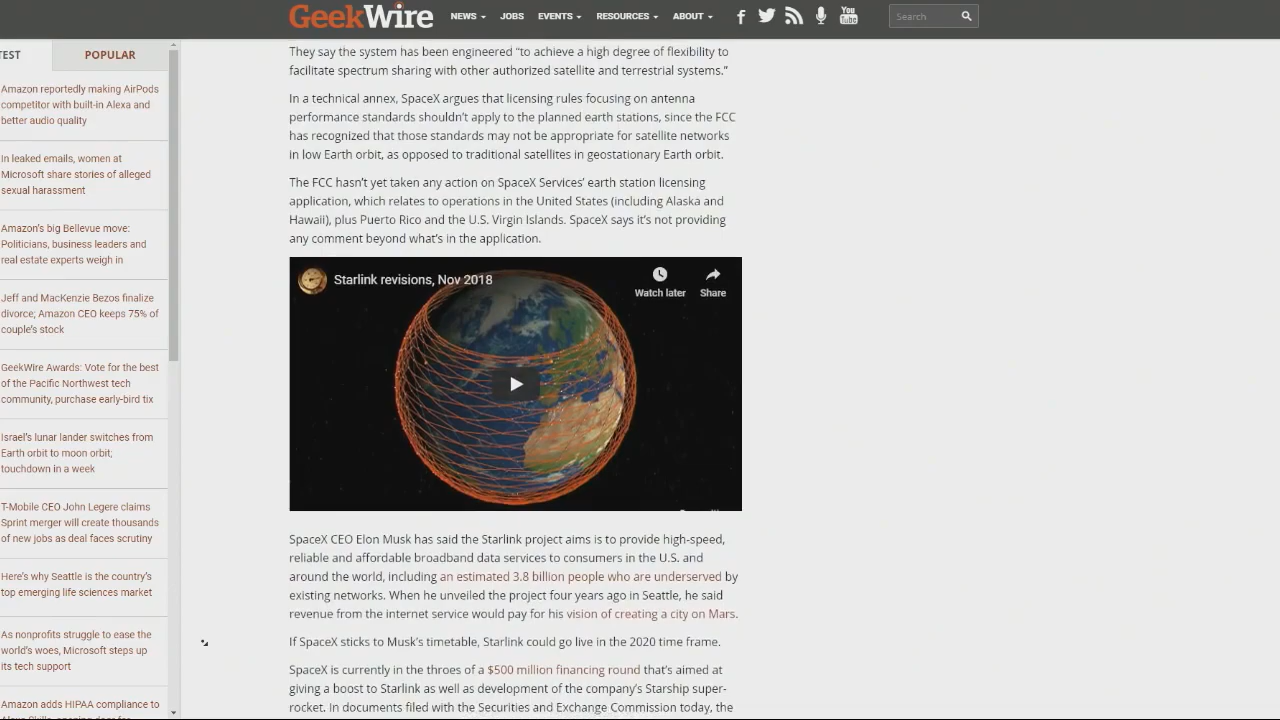 GeekWire NEWS JOBS EVENTS RESOURCES ABOUT You Tube Search
TEST POPULAR
Amazon reportedly making AirPods
competitor with built-in Alexa and
better audio quality
In leaked emails, women at
Microsoft share stories of alleged
sexual harassment
Amazon's big Bellevue move:
Politicians, business leaders and
real estate experts weigh in
Jeff and MacKenzie Bezos finalize
divorce; Amazon CEO keeps 75% of
couple's stock
GeekWire Awards: Vote for the best
of the Pacific Northwest tech
community, purchase early-bird tix
Israel's lunar lander switches from
Earth orbit to moon orbit;
touchdown in a week
T-Mobile CEO John Legere claims
Sprint merger will create thousands
of new jobs as deal faces scrutiny
Here's why Seattle is the country's
top emerging life sciences market
As nonprofits struggle to ease the
world's woes, Microsoft steps up
its tech support
Amazon adds HIPAA compliance to
They say the system has been engineered “to achieve a high degree of flexibility to
facilitate spectrum sharing with other authorized satellite and terrestrial systems.”
In a technical annex, SpaceX argues that licensing rules focusing on antenna
performance standards shouldn't apply to the planned earth stations, since the FCC
has recognized that those standards may not be appropriate for satellite networks
in low Earth orbit, as opposed to traditional satellites in geostationary Earth orbit.
The FCC hasn't yet taken any action on SpaceX Services' earth station licensing
application, which relates to operations in the United States (including Alaska and
Hawaii), plus Puerto Rico and the U.S. Virgin Islands. SpaceX says it's not providing
any comment beyond what's in the application.
Starlink revisions, Nov 2018
Watch later Share
SpaceX CEO Elon Musk has said the Starlink project aims is to provide high-speed,
reliable and affordable broadband data services to consumers in the U.S. and
around the world, including an estimated 3.8 billion people who are underserved by
existing networks. When he unveiled the project four years ago in Seattle, he said
revenue from the internet service would pay for his vision of creating a city on Mars.
If SpaceX sticks to Musk's timetable, Starlink could go live in the 2020 time frame.
SpaceX is currently in the throes of a $500 million financing round that's aimed at
giving a boost to Starlink as well as development of the company's Starship super-
rocket. In documents filed with the Securities and Exchange Commission today, the